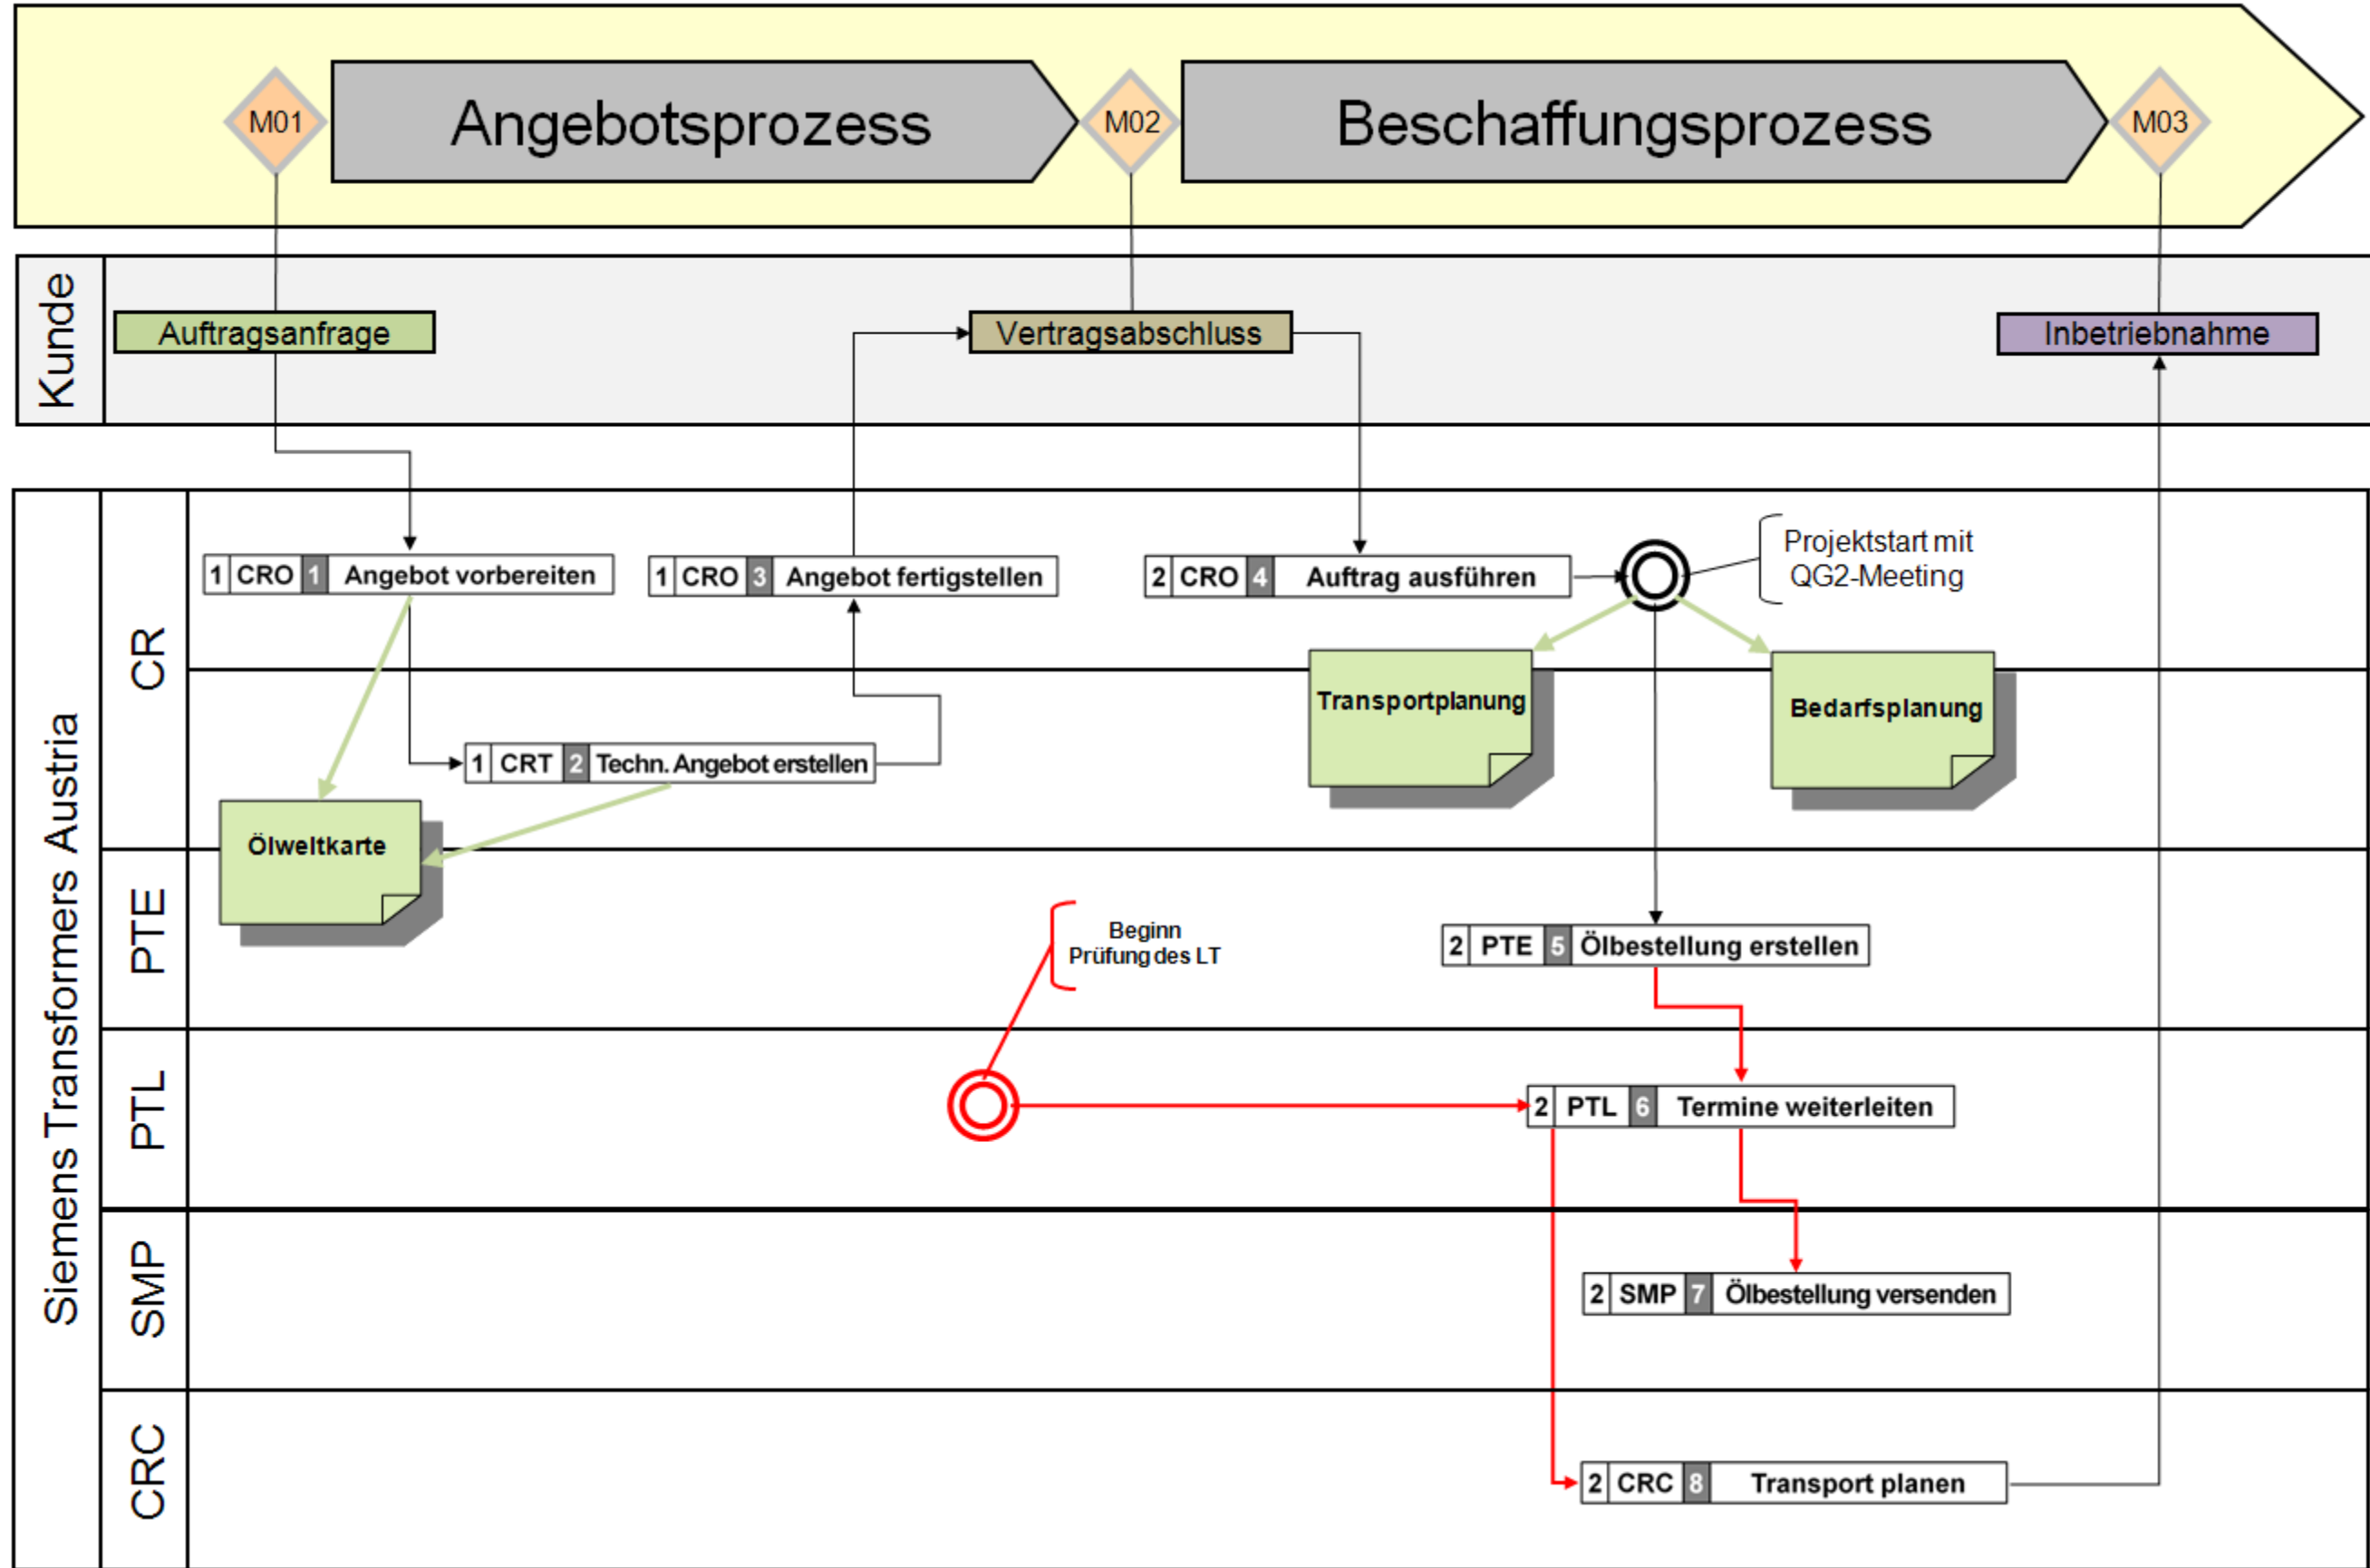 M01
Angebotsprozess
M02
Beschaffungsprozess
M03
Kunde
Auftragsanfrage
Vertragsabschluss
Inbetriebnahme
Siemens Transformers Austria
CR
1 CRO 1 Angebot vorbereiten
1 CRO 3 Angebot fertigstellen
2 CRO 4 Auftrag ausführen
Projektstart mit
QG2-Meeting
Transportplanung
Bedarfsplanung
1 CRT 2 Techn. Angebot erstellen
Ölweltkarte
PTE
Beginn
Prüfung des LT
2 PTE 5 Ölbestellung erstellen
PTL
2 PTL 6 Termine weiterleiten
SMP
2 SMP 7 Ölbestellung versenden
CRC
2 CRC 8 Transport planen